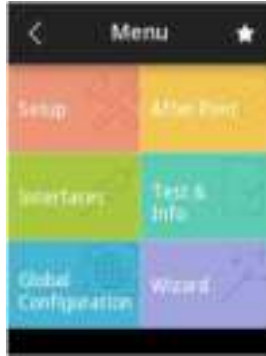 Menu
Setup
After Print
Interfaces
Test &
Info
Global
Configuration
Wizard